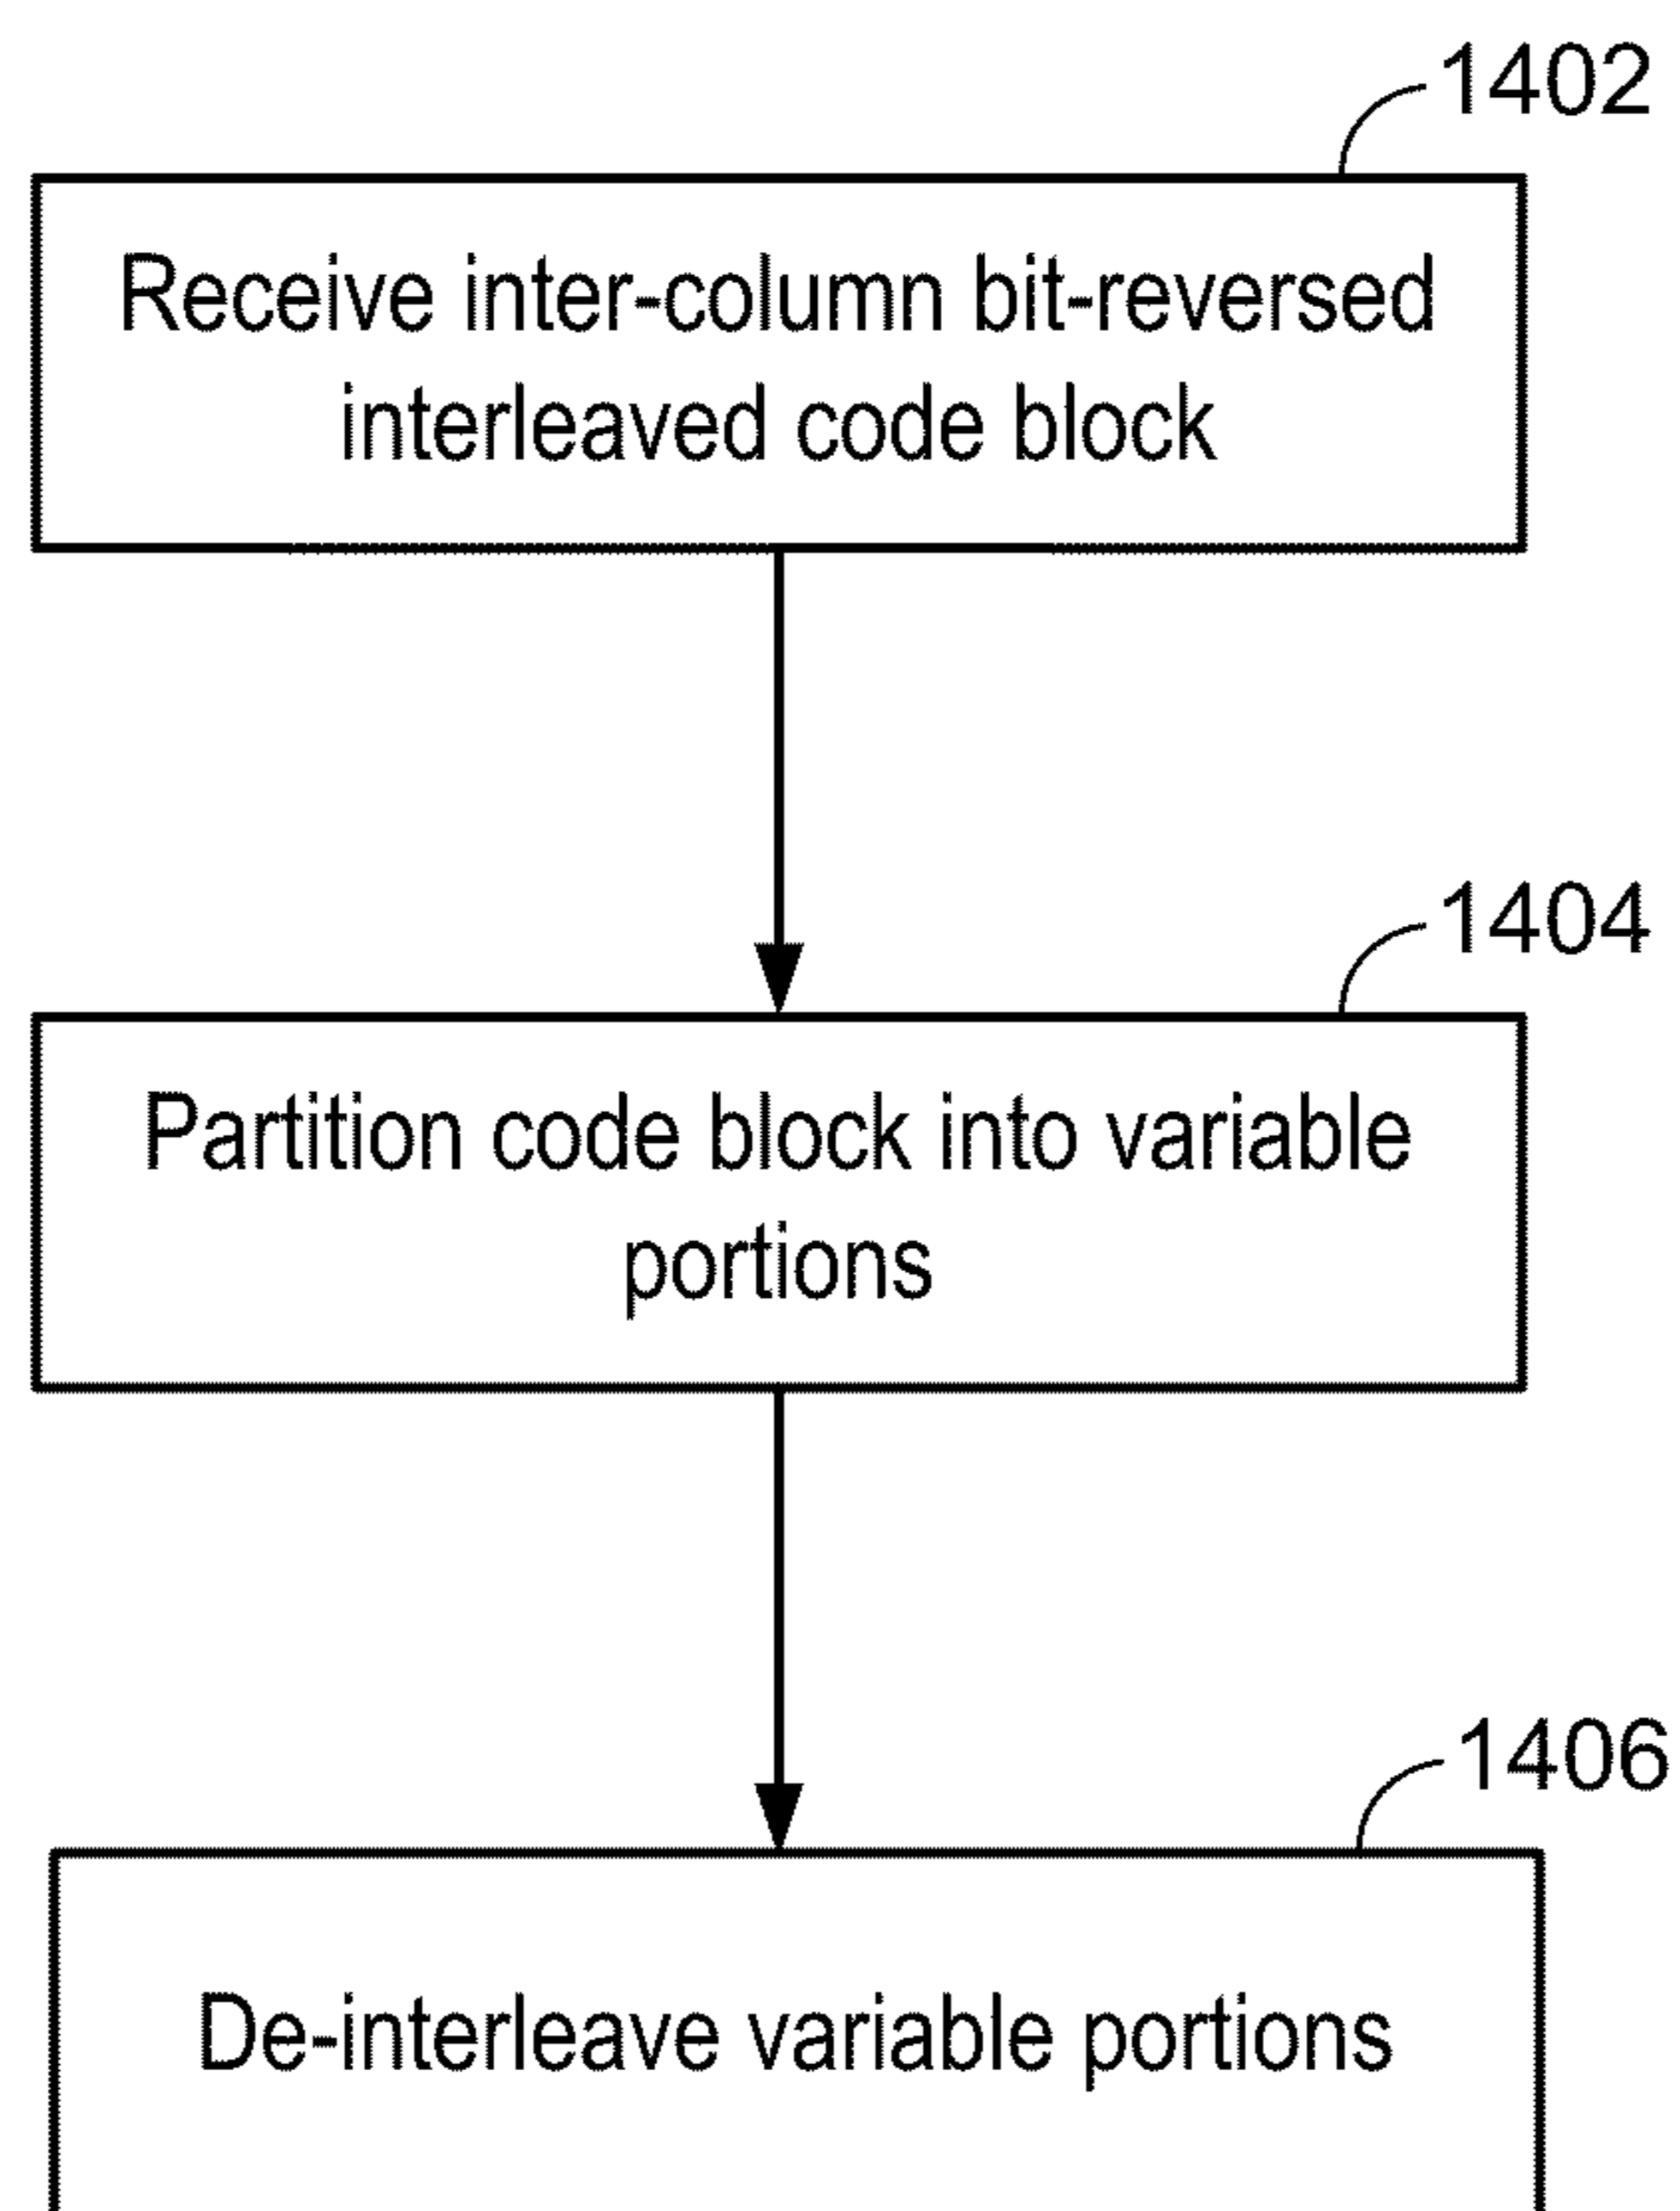 1402
Receive inter-column bit-reversed
interleaved code block
1404
Partition code block into variable
portions
1406
De-interleave variable portions